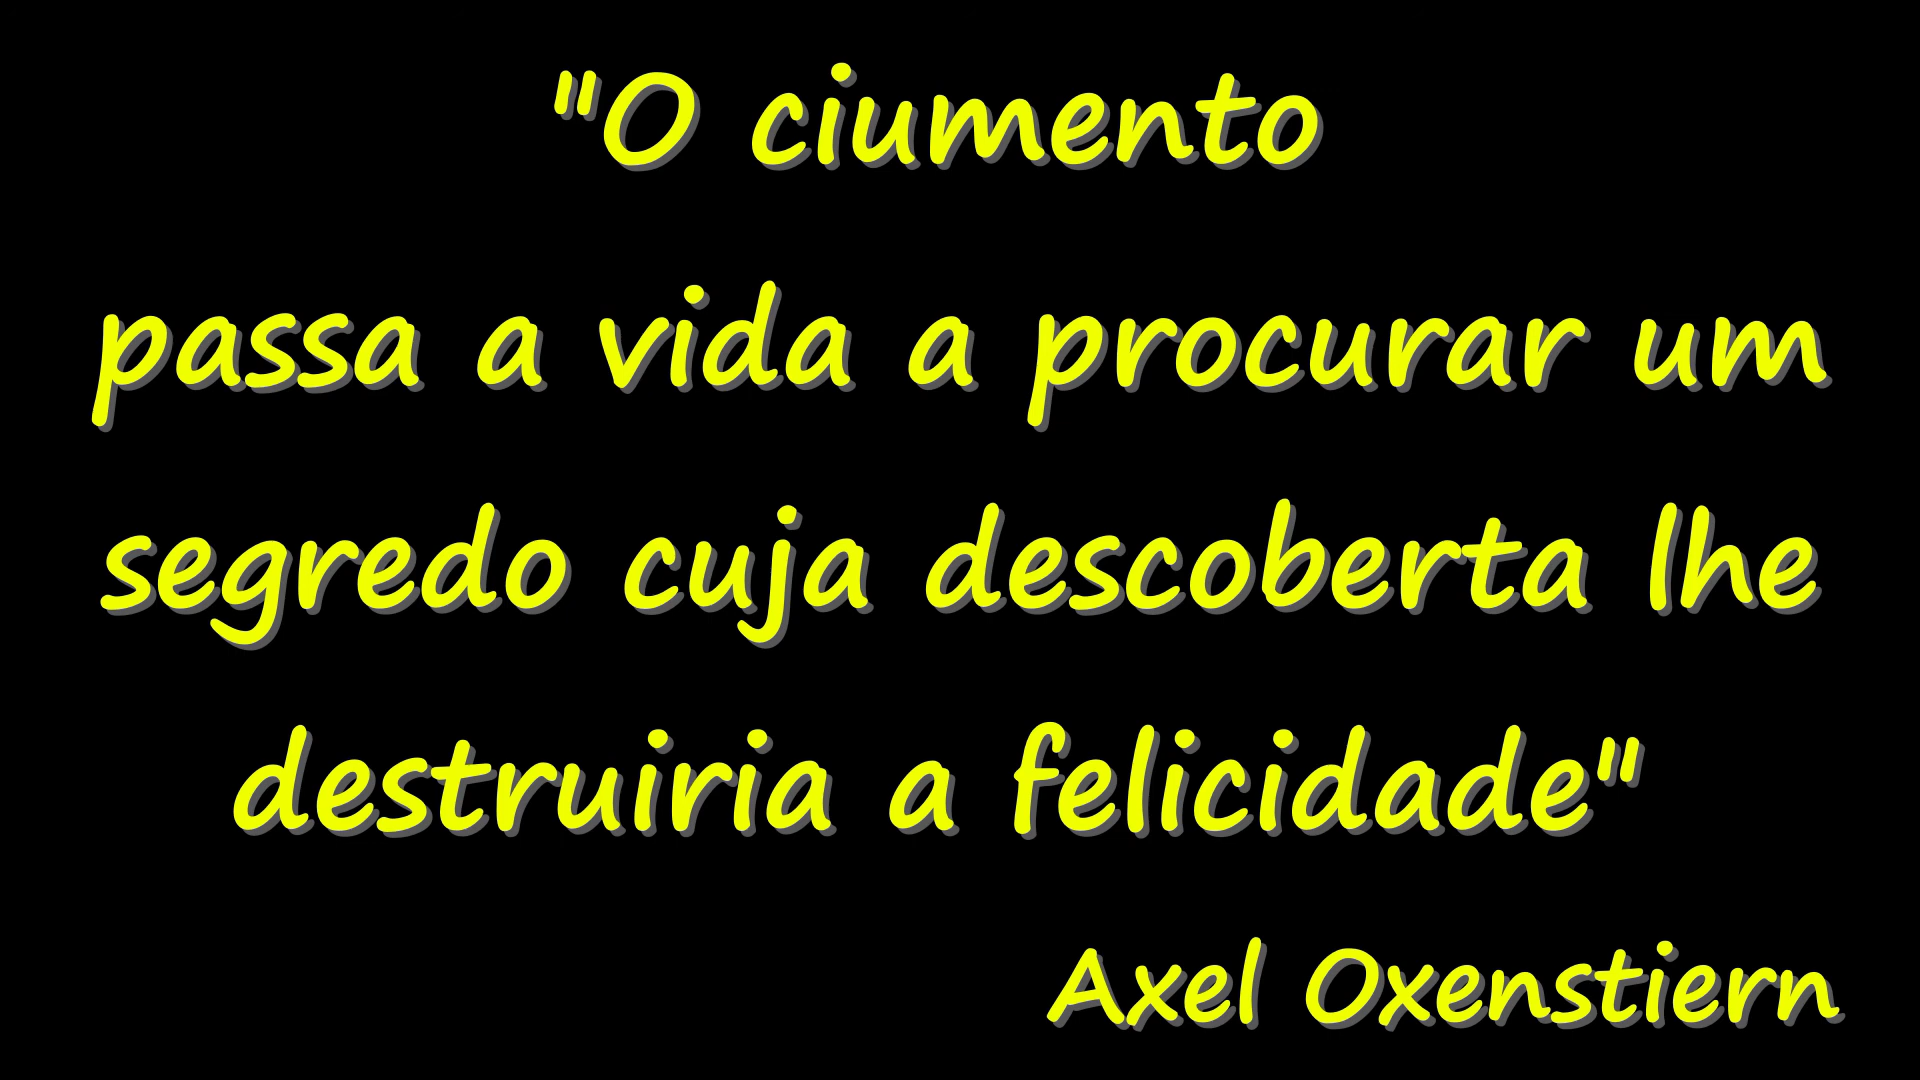 "O ciumento
passa a vida a procurar um
segredo cuja descoberta lhe
destruiria a felicidade"
Axel Oxenstiern